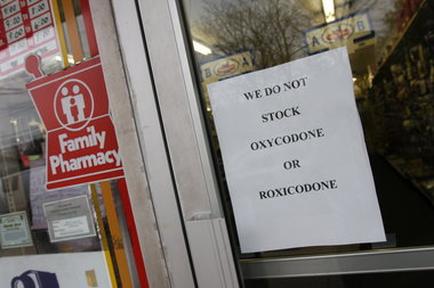 Family
Pharmacy
WE DO NOT
STOCK
OXYCODONE
OR
ROXICODONE